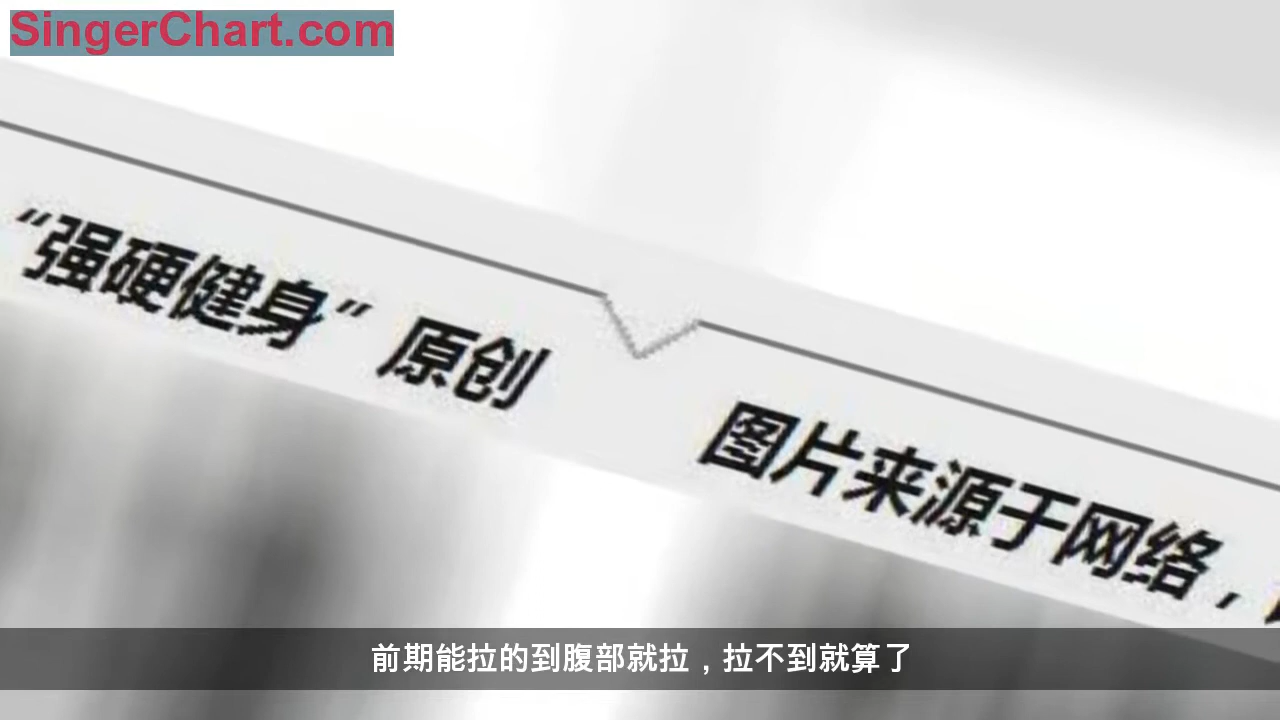 SingerChart.com
“强硬健身”原创
图片来源于网络，
前期能拉的到腹部就拉，拉不到就算了